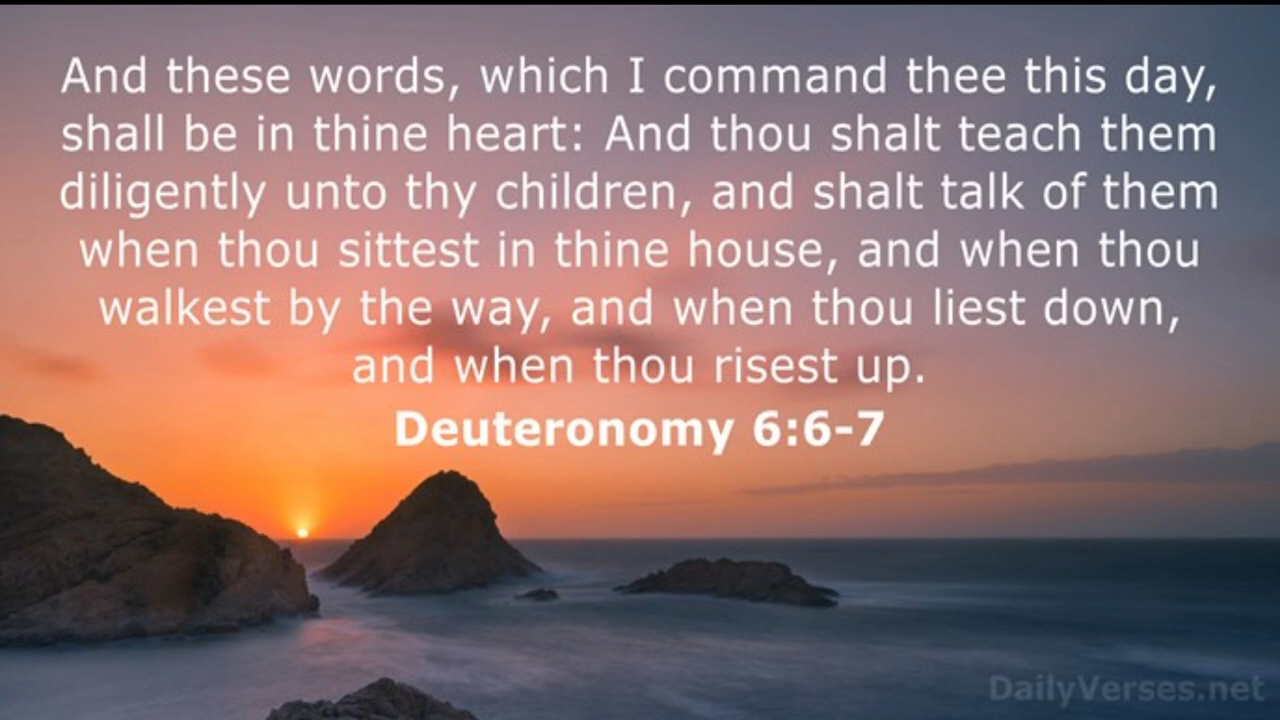 And these words, which I command thee this day,
shall be in thine heart: And thou shalt teach them
diligently unto thy children, and shalt talk of them
when thou sittest in thine house, and when thou
walkest by the way, and when thou liest down,
and when thou risest up.
Deuteronomy 6:6-7
DailyVerses.net